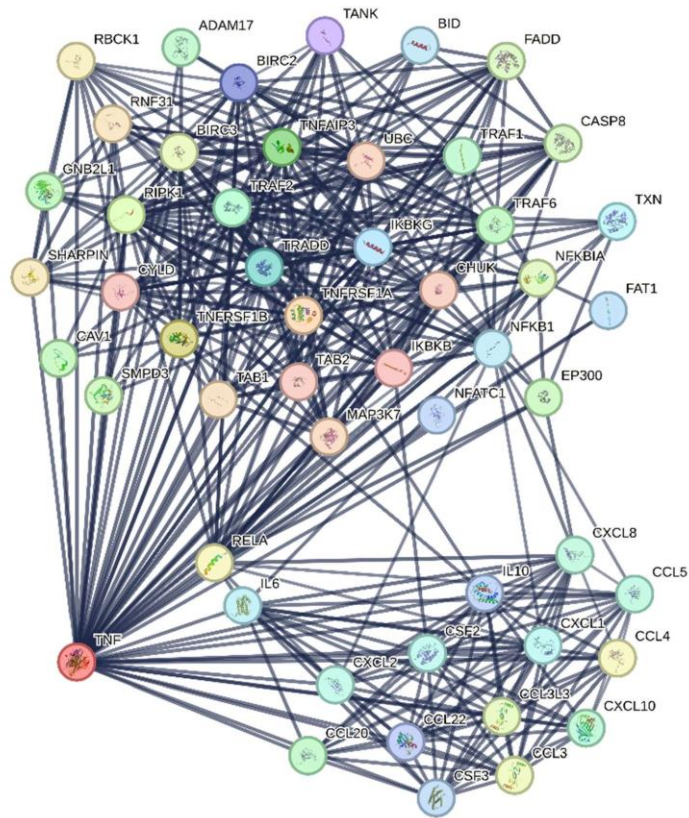 TANK
ADAM17
BID
RBCK1
FADD
BIRC2
RNF31
TNFAIP3
BIRC3
UBC
TRAF1
CASP8
GNB2L1
RIPK1
TRAF2
TRAF6
TXN
IKBKG
TRADD
SHARPIN
CYLD
CHUK
NFKBIA
TNFRSF1A
FAT1
TNFRSF1B
NFKB1
CAV1
IKBKB
TAB2
SMPD3
TAB1
NFATC1
EP300
MAP3K7
CXCL8
RELA
IL10
CCL5
IL6
TNF
CSF2
CXCL1
CCL4
CXCL2
CCL3L3
CXCL10
CCL22
CCL20
CCL3
CSF3